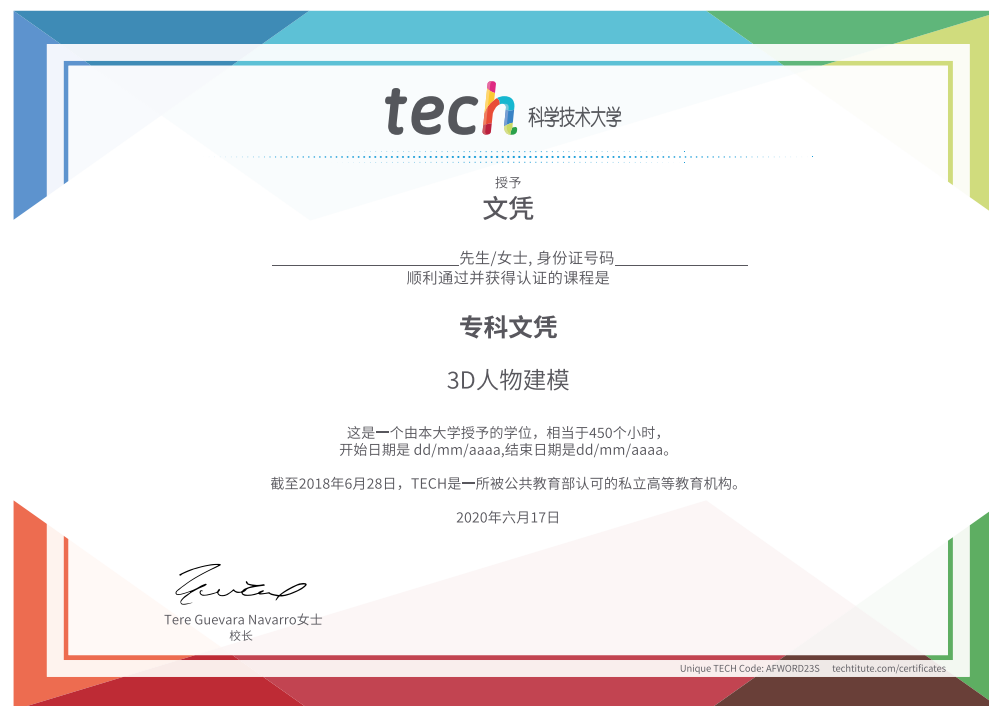 tech 科学技术大学
授予
文凭
先生/女士, 身份证号码
顺利通过并获得认证的课程是
专科文凭
3D人物建模
这是一个由本大学授予的学位，相当于450个小时，
开始日期是 dd/mm/aaaa,结束日期是dd/mm/aaaa。
截至2018年6月28日，TECH是一所被公共教育部认可的私立高等教育机构。
2020年六月17日
Tere Guevara Navarro女士
校长
Unique TECH Code: AFWORD23S techtitute.com/certificates